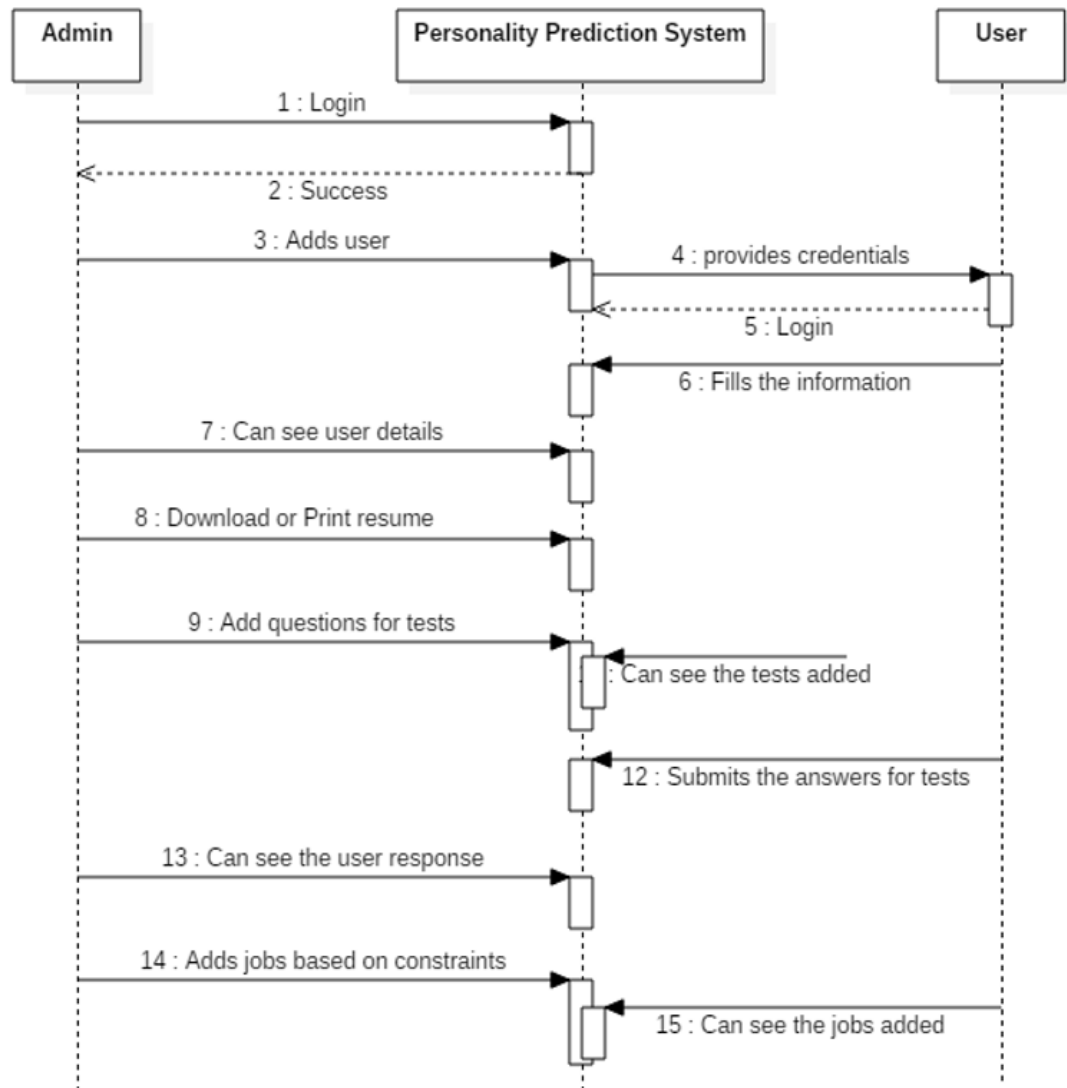 Admin
Personality Prediction System
User
1 : Login
2 : Success
3 : Adds user
4 : provides credentials
5 : Login
6 : Fills the information
7 : Can see user details
8 : Download or Print resume
9 : Add questions for tests
: Can see the tests added
12 : Submits the answers for tests
13 : Can see the user response
14 : Adds jobs based on constraints
15 : Can see the jobs added